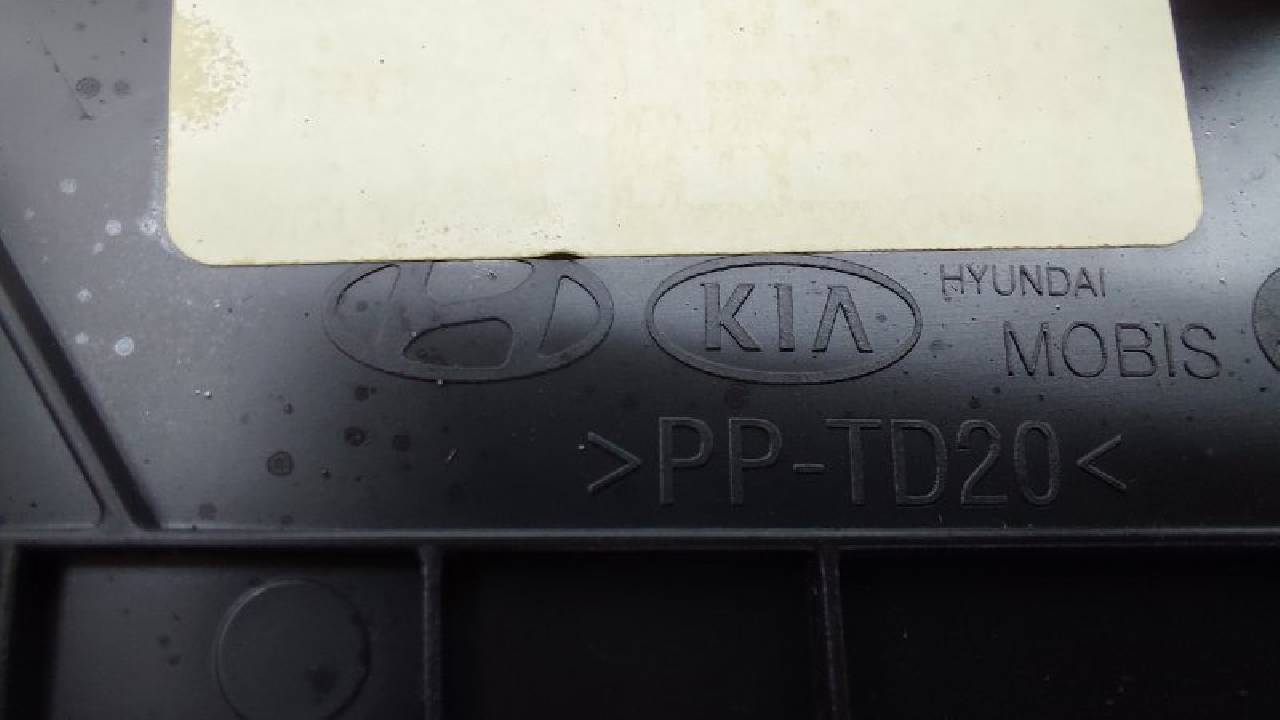 KIA
HYUNDAI
MOBIS
>PP-TD20<